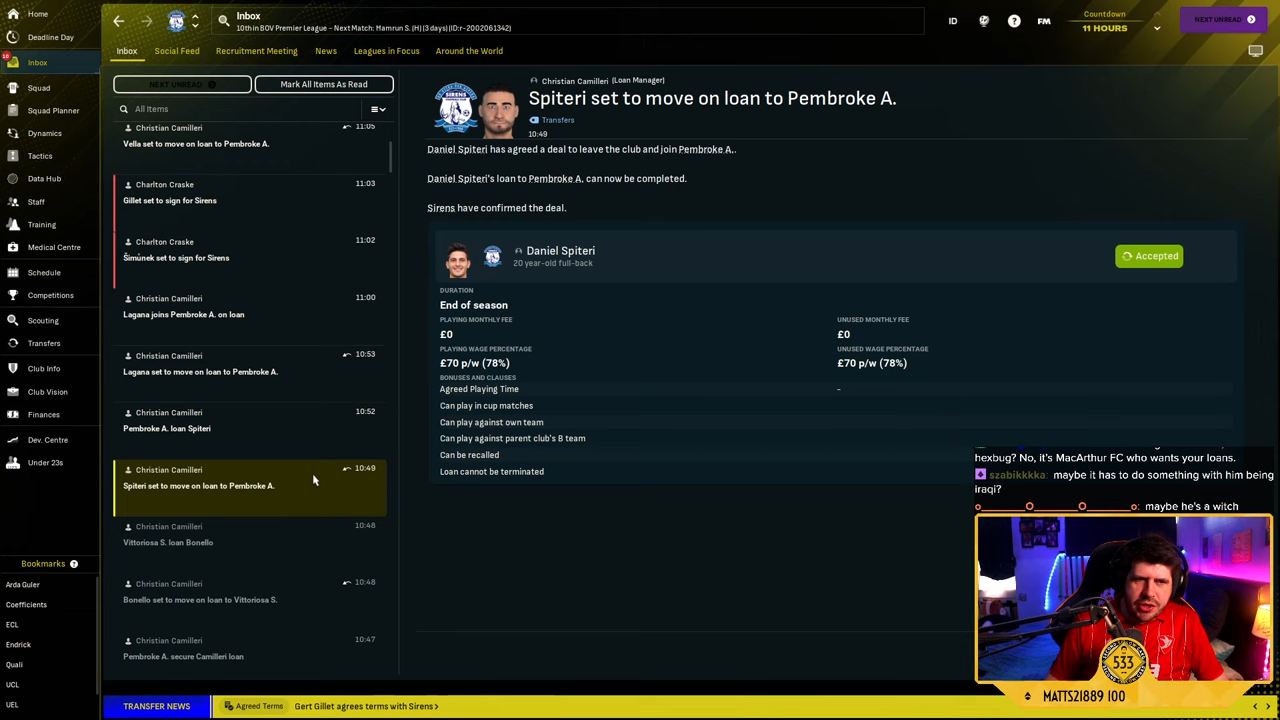 Home
Deadline Day
10
Inbox
Squad
Squad Planner
Dynamics
Tactics
Data Hub
Staff
Training
Medical Centre
Schedule
Competitions
Scouting
Transfers
Club Info
Club Vision
Finances
Dev. Centre
Under 23s
Bookmarks
Arda Guler
Coefficients
ECL
Endrick
Quali
UCL
UEL
Inbox
10th in BOV Premier League - Next Match: Mamrun S. (H) (3 days) (ID:r-2002061342)
ID
FM
Countdown
11 HOURS
NEXT UNREAD
Inbox
Social Feed
Recruitment Meeting
News
Leagues in Focus
Around the World
NEXT UNREAD
Mark All Items As Read
All Items
Christian Camilleri 11:05
Vella set to move on loan to Pembroke A.
Charlton Craske 11:03
Gillet set to sign for Sirens
Charlton Craske 11:02
Šimůnek set to sign for Sirens
Christian Camilleri 11:00
Lagana joins Pembroke A. on loan
Christian Camilleri 10:53
Lagana set to move on loan to Pembroke A.
Christian Camilleri 10:52
Pembroke A. loan Spiteri
Christian Camilleri 10:49
Spiteri set to move on loan to Pembroke A.
Christian Camilleri 10:48
Vittoriosa S. loan Bonello
Christian Camilleri 10:48
Bonello set to move on loan to Vittoriosa S.
Christian Camilleri 10:47
Pembroke A. secure Camilleri loan
Christian Camilleri (Loan Manager)
Spiteri set to move on loan to Pembroke A.
Transfers
10:49
Daniel Spiteri has agreed a deal to leave the club and join Pembroke A..
Daniel Spiteri's loan to Pembroke A. can now be completed.
Sirens have confirmed the deal.
Daniel Spiteri
20 year-old full-back
Accepted
DURATION
End of season
PLAYING MONTHLY FEE UNUSED MONTHLY FEE
£0 £0
PLAYING WAGE PERCENTAGE UNUSED WAGE PERCENTAGE
£70 p/w (78%) £70 p/w (78%)
BONUSES AND CLAUSES
Agreed Playing Time -
Can play in cup matches
Can play against own team
Can play against parent club's B team
Can be recalled
Loan cannot be terminated
hexbug? No, it's MacArthur FC who wants your loans.
szabikkkka: maybe it has to do something with him being
iraqi?
o______O______O______o: maybe he's a witch
533
MATTS21889 100
TRANSFER NEWS
Agreed Terms
Gert Gillet agrees terms with Sirens >